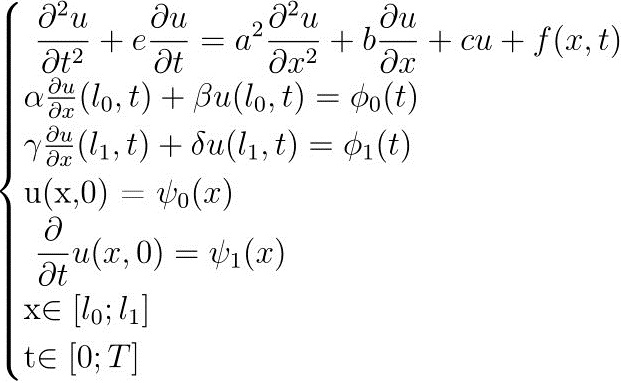 ∂²u/∂t² + e ∂u/∂t = a² ∂²u/∂x² + b ∂u/∂x + cu + f(x, t)
α ∂u/∂x (l₀, t) + βu(l₀, t) = ϕ₀(t)
γ ∂u/∂x (l₁, t) + δu(l₁, t) = ϕ₁(t)
u(x,0) = ψ₀(x)
∂/∂t u(x, 0) = ψ₁(x)
x∈ [l₀; l₁]
t∈ [0; T]